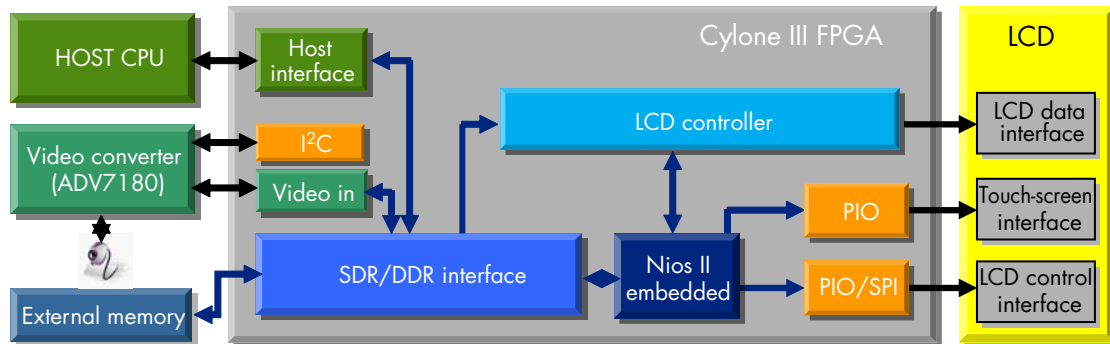 HOST CPU
Host
interface
Cylone III FPGA
LCD
LCD controller
LCD data
interface
Video converter
(ADV7180)
I²C
Video in
PIO
Touch-screen
interface
SDR/DDR interface
Nios II
embedded
PIO/SPI
LCD control
interface
External memory